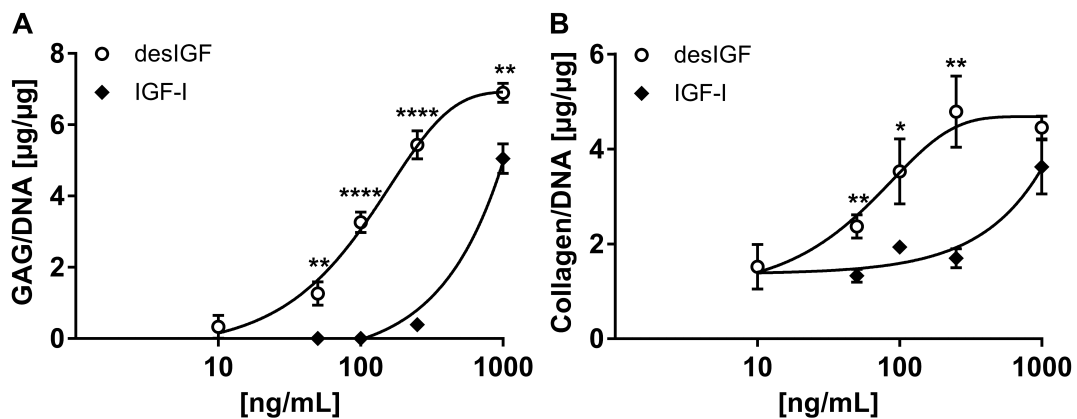 A
desIGF
IGF-I
GAG/DNA [µg/µg]
8
6
4
2
0
**
****
****
**
10
100
1000
[ng/mL]
B
desIGF
IGF-I
Collagen/DNA [µg/µg]
6
4
2
0
**
*
**
10
100
1000
[ng/mL]